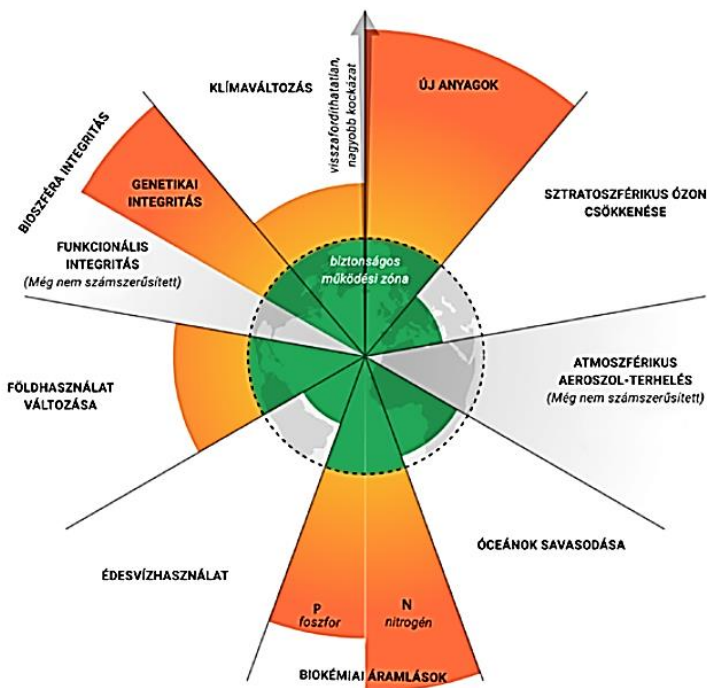 KLÍMAVÁLTOZÁS
visszafordíthatatlan,
nagyobb kockázat
ÚJ ANYAGOK
BIOSZFÉRA INTEGRITÁS
GENETIKAI
INTEGRITÁS
SZTRATOSZFÉRIKUS ÓZON
CSÖKKENÉSE
FUNKCIONÁLIS
INTEGRITÁS
(Még nem számszerűsített)
biztonságos
működési zóna
ATMOSZFÉRIKUS
AEROSZOL-TERHELÉS
(Még nem számszerűsített)
FÖLDHASZNÁLAT
VÁLTOZÁSA
ÓCEÁNOK SAVASODÁSA
ÉDESVÍZHASZNÁLAT
P
foszfor
N
nitrogén
BIOKÉMIAI ÁRAMLÁSOK